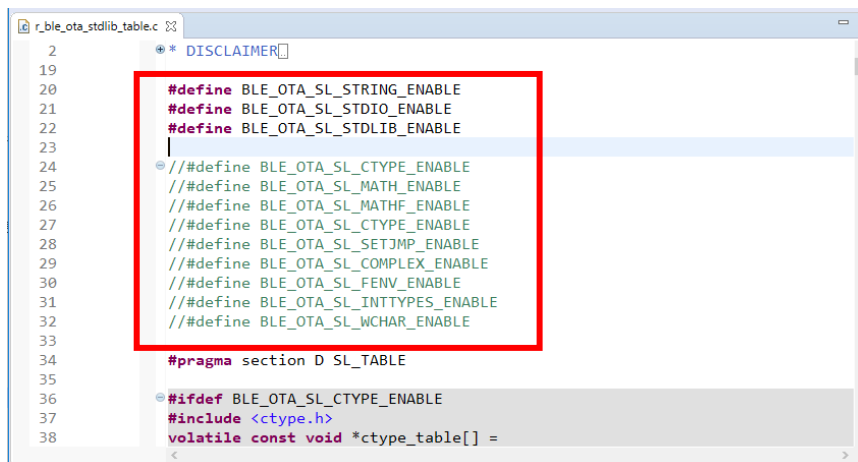 r_ble_ota_stdlib_table.c
2 * DISCLAIMER
19
20 #define BLE_OTA_SL_STRING_ENABLE
21 #define BLE_OTA_SL_STDIO_ENABLE
22 #define BLE_OTA_SL_STDLIB_ENABLE
23
24 //#define BLE_OTA_SL_CTYPE_ENABLE
25 //#define BLE_OTA_SL_MATH_ENABLE
26 //#define BLE_OTA_SL_MATHF_ENABLE
27 //#define BLE_OTA_SL_CTYPE_ENABLE
28 //#define BLE_OTA_SL_SETJMP_ENABLE
29 //#define BLE_OTA_SL_COMPLEX_ENABLE
30 //#define BLE_OTA_SL_FENV_ENABLE
31 //#define BLE_OTA_SL_INTTYPES_ENABLE
32 //#define BLE_OTA_SL_WCHAR_ENABLE
33
34 #pragma section D SL_TABLE
35
36 #ifdef BLE_OTA_SL_CTYPE_ENABLE
37 #include <ctype.h>
38 volatile const void *ctype_table[] =